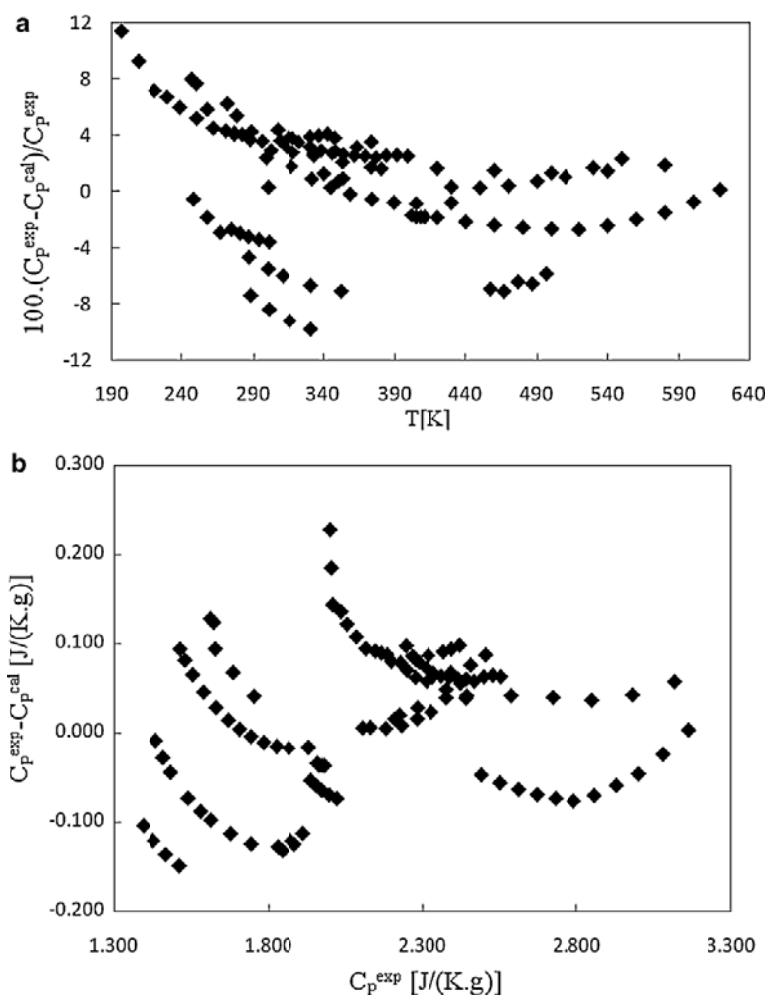 a
12
8
4
0
-4
-8
-12
100.(Cₚᵉˣᵖ-Cₚᶜᵃˡ)/Cₚᵉˣᵖ
190 240 290 340 390 440 490 540 590 640
T[K]
b
0.300
0.200
0.100
0.000
-0.100
-0.200
Cₚᵉˣᵖ-Cₚᶜᵃˡ [J/(K.g)]
1.300 1.800 2.300 2.800 3.300
Cₚᵉˣᵖ [J/(K.g)]